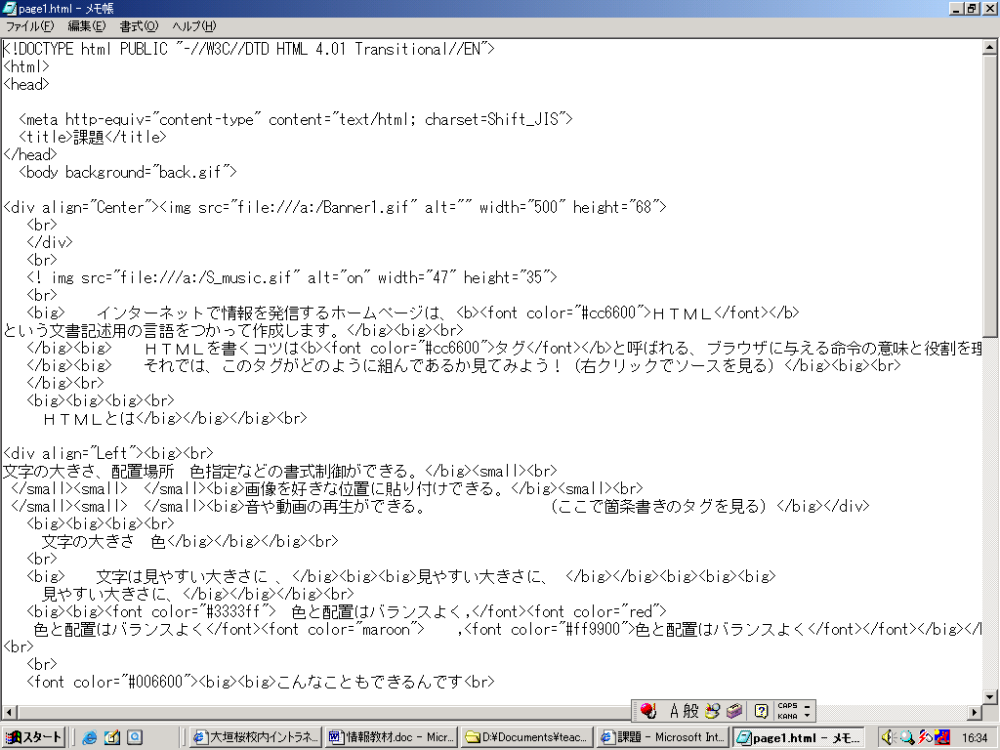 page1.html - メモ帳
ファイル(F) 編集(E) 書式(O) ヘルプ(H)
<!DOCTYPE html PUBLIC "-//W3C//DTD HTML 4.01 Transitional//EN">
<html>
<head>
<meta http-equiv="content-type" content="text/html; charset=Shift_JIS">
<title>課題</title>
</head>
<body background="back.gif">
<div align="Center"><img src="file:///a:/Banner1.gif" alt="" width="500" height="68">
<br>
</div>
<br>
<! img src="file:///a:/S_music.gif" alt="on" width="47" height="35">
<br>
<big>　　インターネットで情報を発信するホームページは、<b><font color="#cc6600">ＨＴＭＬ</font></b>
という文書記述用の言語をつかって作成します。</big><big><br>
</big><big>　　ＨＴＭＬを書くコツは<b><font color="#cc6600">タグ</font></b>と呼ばれる、ブラウザに与える命令の意味と役割を理
</big><big>　　それでは、このタグがどのように組んであるか見てみよう！（右クリックでソースを見る）</big><big><br>
</big><br>
<big><big><big><br>
ＨＴＭＬとは</big></big></big><br>
<div align="Left"><big><br>
文字の大きさ、配置場所　色指定などの書式制御ができる。</big><small><br>
</small><small>　</small><big>画像を好きな位置に貼り付けできる。</big><small><br>
</small><small>　</small><big>音や動画の再生ができる。　　　　　　　　（ここで箇条書きのタグを見る）</big></div>
<big><big><big><br>
文字の大きさ　色</big></big></big><br>
<br>
<big>　　文字は見やすい大きさに 、</big><big><big>見やすい大きさに、 </big></big><big><big><big>
見やすい大きさに、</big></big></big><br>
<big><big><font color="#3333ff">　色と配置はバランスよく,</font><font color="red">
色と配置はバランスよく</font><font color="maroon">　　,<font color="#ff9900">色と配置はバランスよく</font></font></big></
<br>
<br>
<font color="#006600"><big><big>こんなこともできるんです<br>
A 般 CAPS KANA
スタート 大垣桜校内イントラネ... 情報教材.doc - Micr... D:¥Documents¥teac... 課題 - Microsoft Int... page1.html - メモ... 16:34